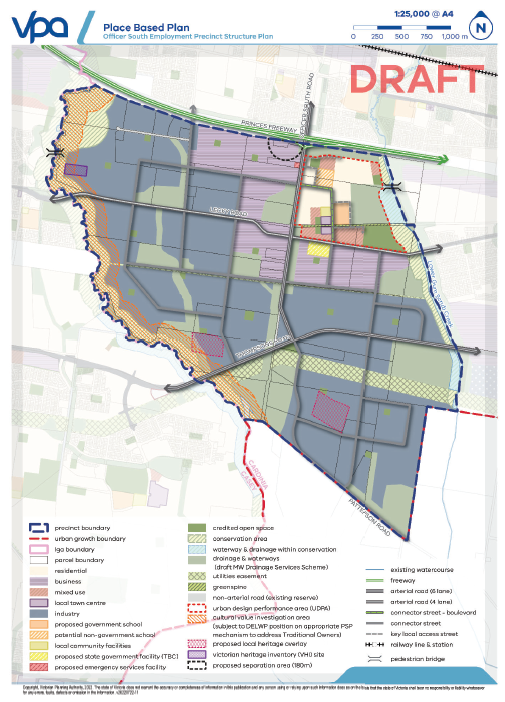 vpa
Place Based Plan
Officer South Employment Precinct Structure Plan
1:25,000 @ A4
0 250 500 750 1,000 m
N
DRAFT
PRINCES FREEWAY
OFFICER SOUTH ROAD
LECKY ROAD
CARDINIA
CASEY
PATTERSON ROAD
precinct boundary
urban growth boundary
lga boundary
parcel boundary
residential
business
mixed use
local town centre
industry
proposed government school
potential non-government school
local community facilities
proposed state government facility (TBC)
proposed emergency services facility
credited open space
conservation area
waterway & drainage within conservation
drainage & waterways
(draft MW Drainage Services Scheme)
utilities easement
greenspine
non-arterial road (existing reserve)
urban design performance area (UDPA)
cultural value investigation area
(subject to DELWP position on appropriate PSP
mechanism to address Traditional Owners)
proposed local heritage overlay
victorian heritage inventory (VHI) site
proposed separation area (180m)
existing watercourse
freeway
arterial road (6 lane)
arterial road (4 lane)
connector street - boulevard
connector street
key local access street
railway line & station
pedestrian bridge